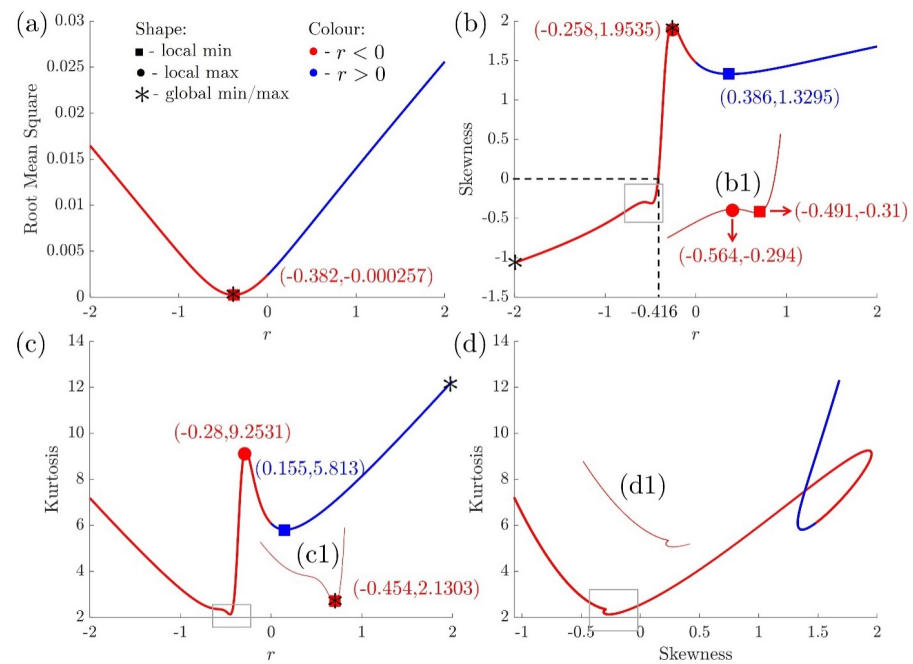 (a)
Root Mean Square
0.03
0.025
0.02
0.015
0.01
0.005
0
-2
-1
0
1
2
r
Shape:
- local min
- local max
- global min/max
Colour:
- r < 0
- r > 0
(-0.382,-0.000257)
(b)
Skewness
2
1.5
1
0.5
0
-0.5
-1
-1.5
-2
-1
-0.416
0
1
2
r
(-0.258,1.9535)
(0.386,1.3295)
(b1)
(-0.491,-0.31)
(-0.564,-0.294)
(c)
Kurtosis
14
12
10
8
6
4
2
-2
-1
0
1
2
r
(-0.28,9.2531)
(0.155,5.813)
(c1)
(-0.454,2.1303)
(d)
Kurtosis
14
12
10
8
6
4
2
-1
-0.5
0
0.5
1
1.5
2
Skewness
(d1)